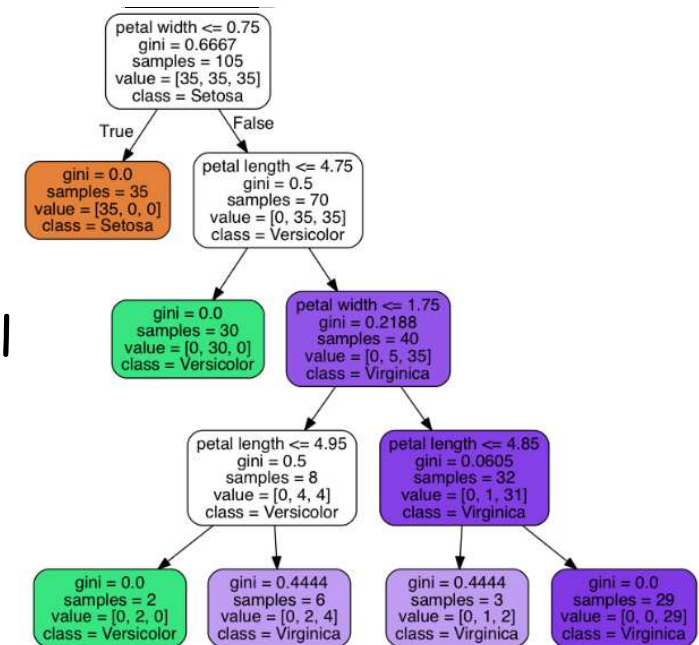 petal width <= 0.75
gini = 0.6667
samples = 105
value = [35, 35, 35]
class = Setosa
True
False
gini = 0.0
samples = 35
value = [35, 0, 0]
class = Setosa
petal length <= 4.75
gini = 0.5
samples = 70
value = [0, 35, 35]
class = Versicolor
gini = 0.0
samples = 30
value = [0, 30, 0]
class = Versicolor
petal width <= 1.75
gini = 0.2188
samples = 40
value = [0, 5, 35]
class = Virginica
petal length <= 4.95
gini = 0.5
samples = 8
value = [0, 4, 4]
class = Versicolor
petal length <= 4.85
gini = 0.0605
samples = 32
value = [0, 1, 31]
class = Virginica
gini = 0.0
samples = 2
value = [0, 2, 0]
class = Versicolor
gini = 0.4444
samples = 6
value = [0, 2, 4]
class = Virginica
gini = 0.4444
samples = 3
value = [0, 1, 2]
class = Virginica
gini = 0.0
samples = 29
value = [0, 0, 29]
class = Virginica